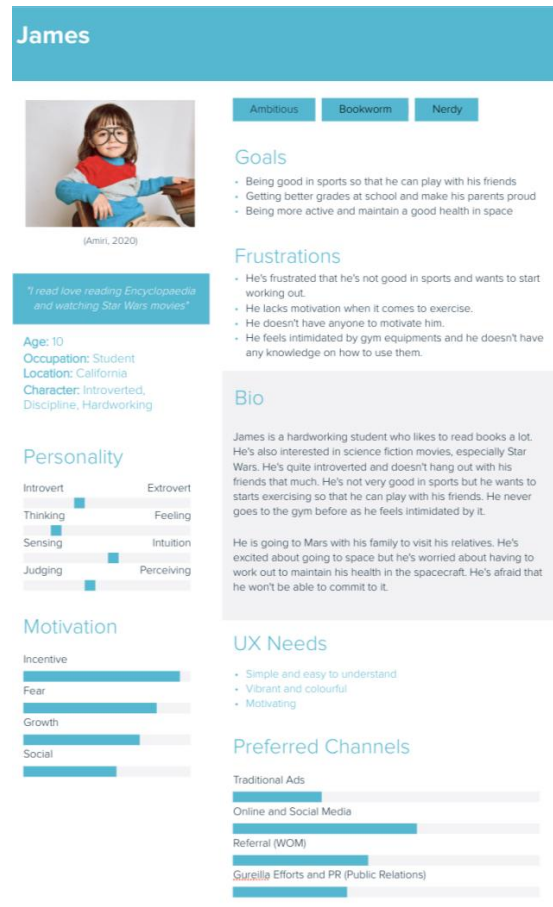 James
(Amiri, 2020)
"I read love reading Encyclopaedia
and watching Star Wars movies"
Age: 10
Occupation: Student
Location: California
Character: Introverted,
Discipline, Hardworking
Personality
Introvert Extrovert
Thinking Feeling
Sensing Intuition
Judging Perceiving
Motivation
Incentive
Fear
Growth
Social
Ambitious Bookworm Nerdy
Goals
• Being good in sports so that he can play with his friends
• Getting better grades at school and make his parents proud
• Being more active and maintain a good health in space
Frustrations
• He's frustrated that he's not good in sports and wants to start
working out.
• He lacks motivation when it comes to exercise.
• He doesn't have anyone to motivate him.
• He feels intimidated by gym equipments and he doesn't have
any knowledge on how to use them.
Bio
James is a hardworking student who likes to read books a lot.
He's also interested in science fiction movies, especially Star
Wars. He's quite introverted and doesn't hang out with his
friends that much. He's not very good in sports but he wants to
starts exercising so that he can play with his friends. He never
goes to the gym before as he feels intimidated by it.
He is going to Mars with his family to visit his relatives. He's
excited about going to space but he's worried about having to
work out to maintain his health in the spacecraft. He's afraid that
he won't be able to commit to it.
UX Needs
• Simple and easy to understand
• Vibrant and colourful
• Motivating
Preferred Channels
Traditional Ads
Online and Social Media
Referral (WOM)
Gureilla Efforts and PR (Public Relations)